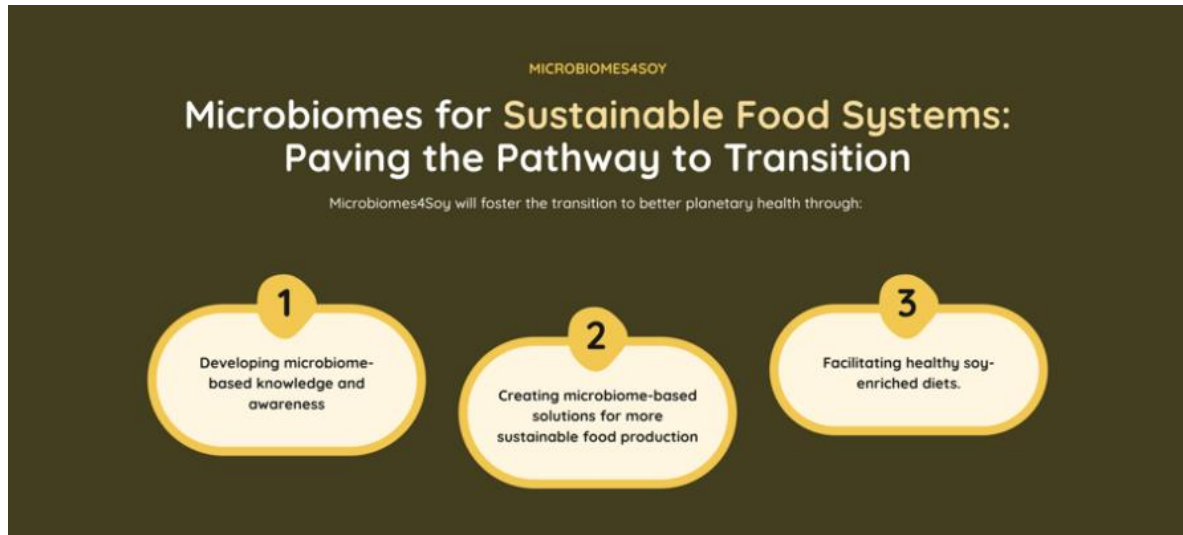 MICROBIOMES4SOY
Microbiomes for Sustainable Food Systems:
Paving the Pathway to Transition
Microbiomes4Soy will foster the transition to better planetary health through:
1
Developing microbiome-
based knowledge and
awareness
2
Creating microbiome-based
solutions for more
sustainable food production
3
Facilitating healthy soy-
enriched diets.